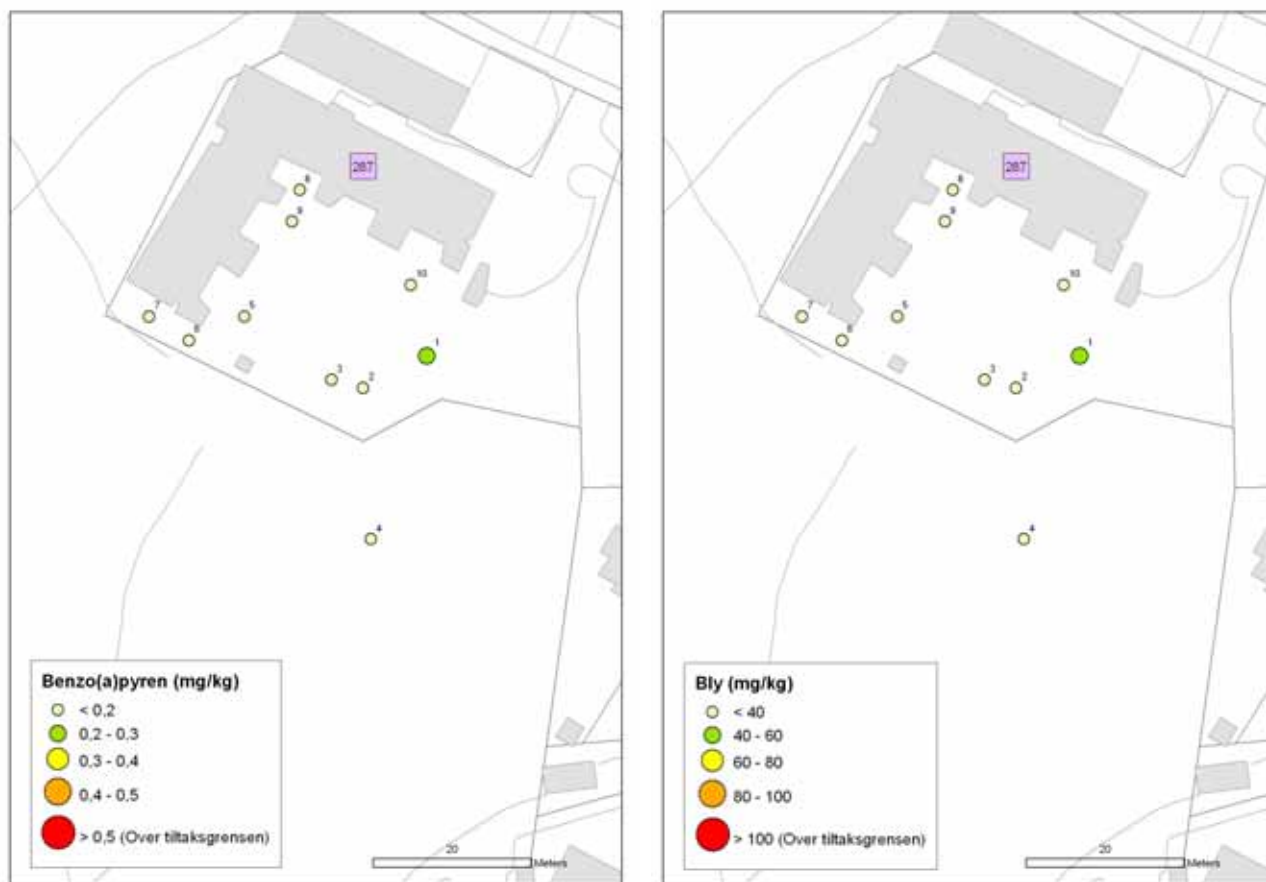 287
8
9
10
7
5
6
1
3
2
4
Benzo(a)pyren (mg/kg)
< 0,2
0,2 - 0,3
0,3 - 0,4
0,4 - 0,5
> 0,5 (Over tiltaksgrensen)
20
Meters
287
8
9
10
7
5
6
1
3
2
4
Bly (mg/kg)
< 40
40 - 60
60 - 80
80 - 100
> 100 (Over tiltaksgrensen)
20
Meters